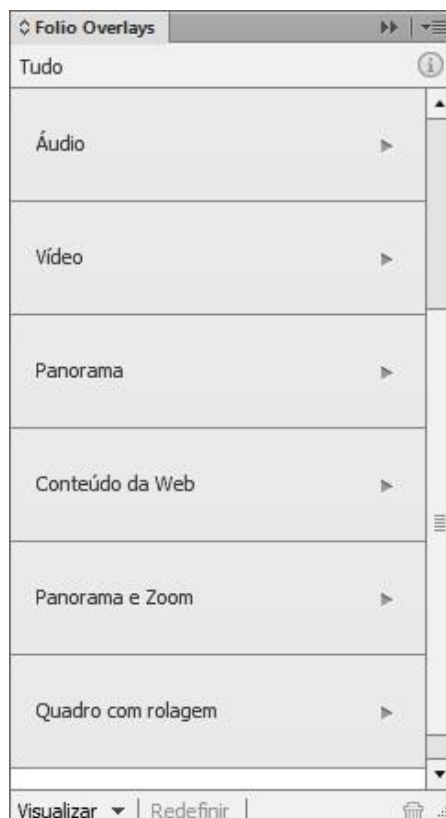 Folio Overlays
Tudo
Áudio
Vídeo
Panorama
Conteúdo da Web
Panorama e Zoom
Quadro com rolagem
Visualizar Redefinir